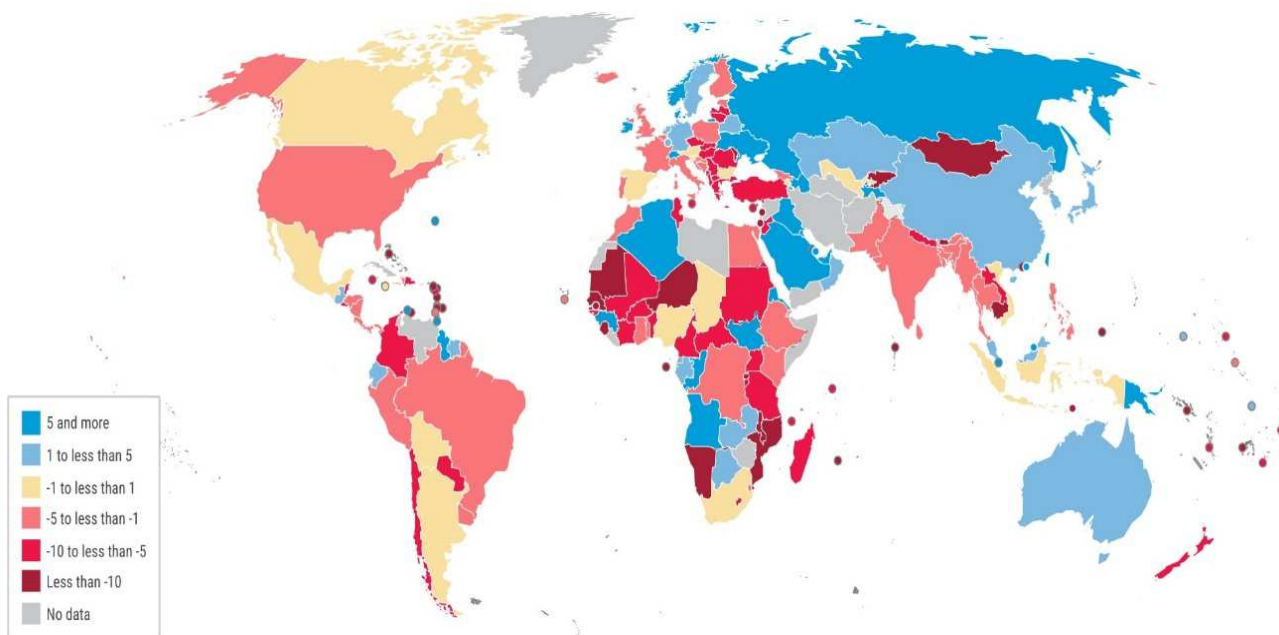 5 and more
1 to less than 5
-1 to less than 1
-5 to less than -1
-10 to less than -5
Less than -10
No data